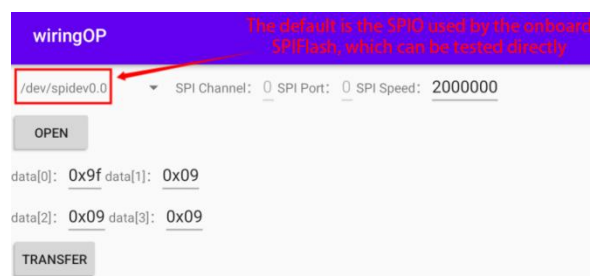 wiringOP
The default is the SPI0 used by the onboard
SPIFlash, which can be tested directly
/dev/spidev0.0 SPI Channel: 0 SPI Port: 0 SPI Speed: 2000000
OPEN
data[0]: 0x9f data[1]: 0x09
data[2]: 0x09 data[3]: 0x09
TRANSFER